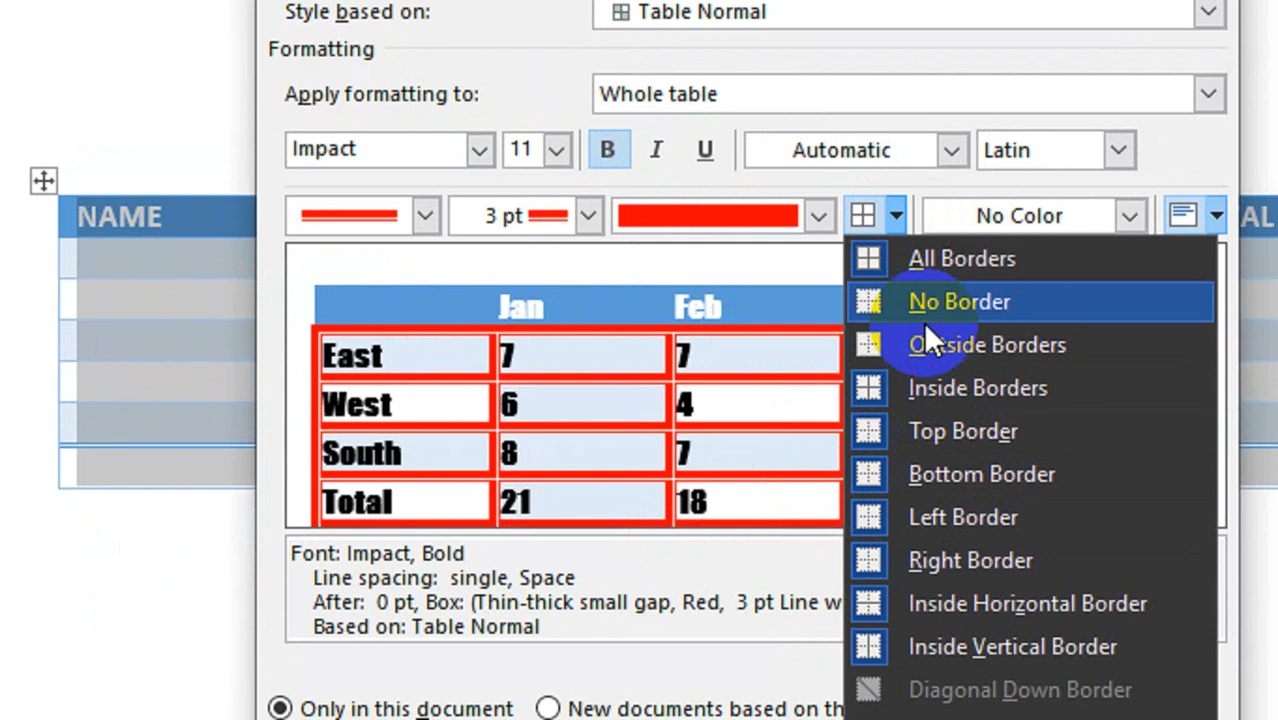 Style based on: Table Normal
Formatting
Apply formatting to: Whole table
Impact 11 B I U Automatic Latin
3 pt No Color
NAME
All Borders
No Border
Outside Borders
Inside Borders
Top Border
Bottom Border
Left Border
Right Border
Inside Horizontal Border
Inside Vertical Border
Diagonal Down Border
Jan Feb
East 7 7
West 6 4
South 8 7
Total 21 18
Font: Impact, Bold
Line spacing: single, Space
After: 0 pt, Box: (Thin-thick small gap, Red, 3 pt Line w
Based on: Table Normal
Only in this document New documents based on th
AL